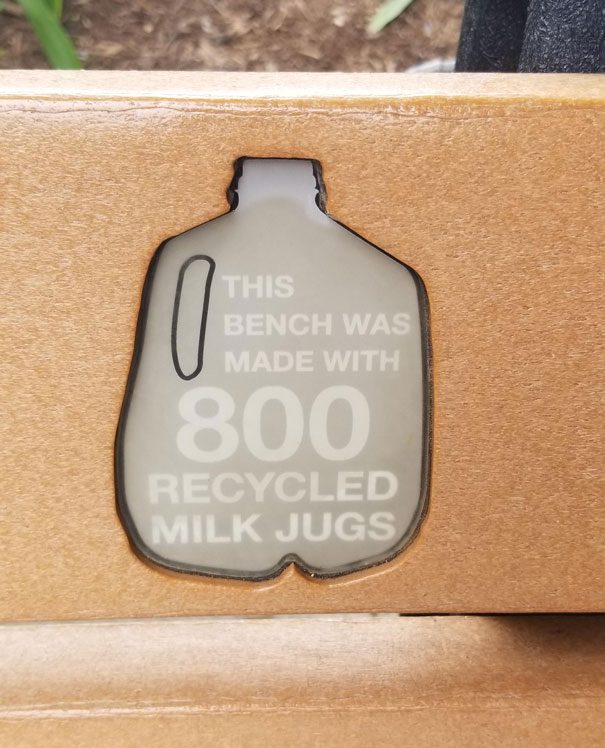 THIS
BENCH WAS
MADE WITH
800
RECYCLED
MILK JUGS